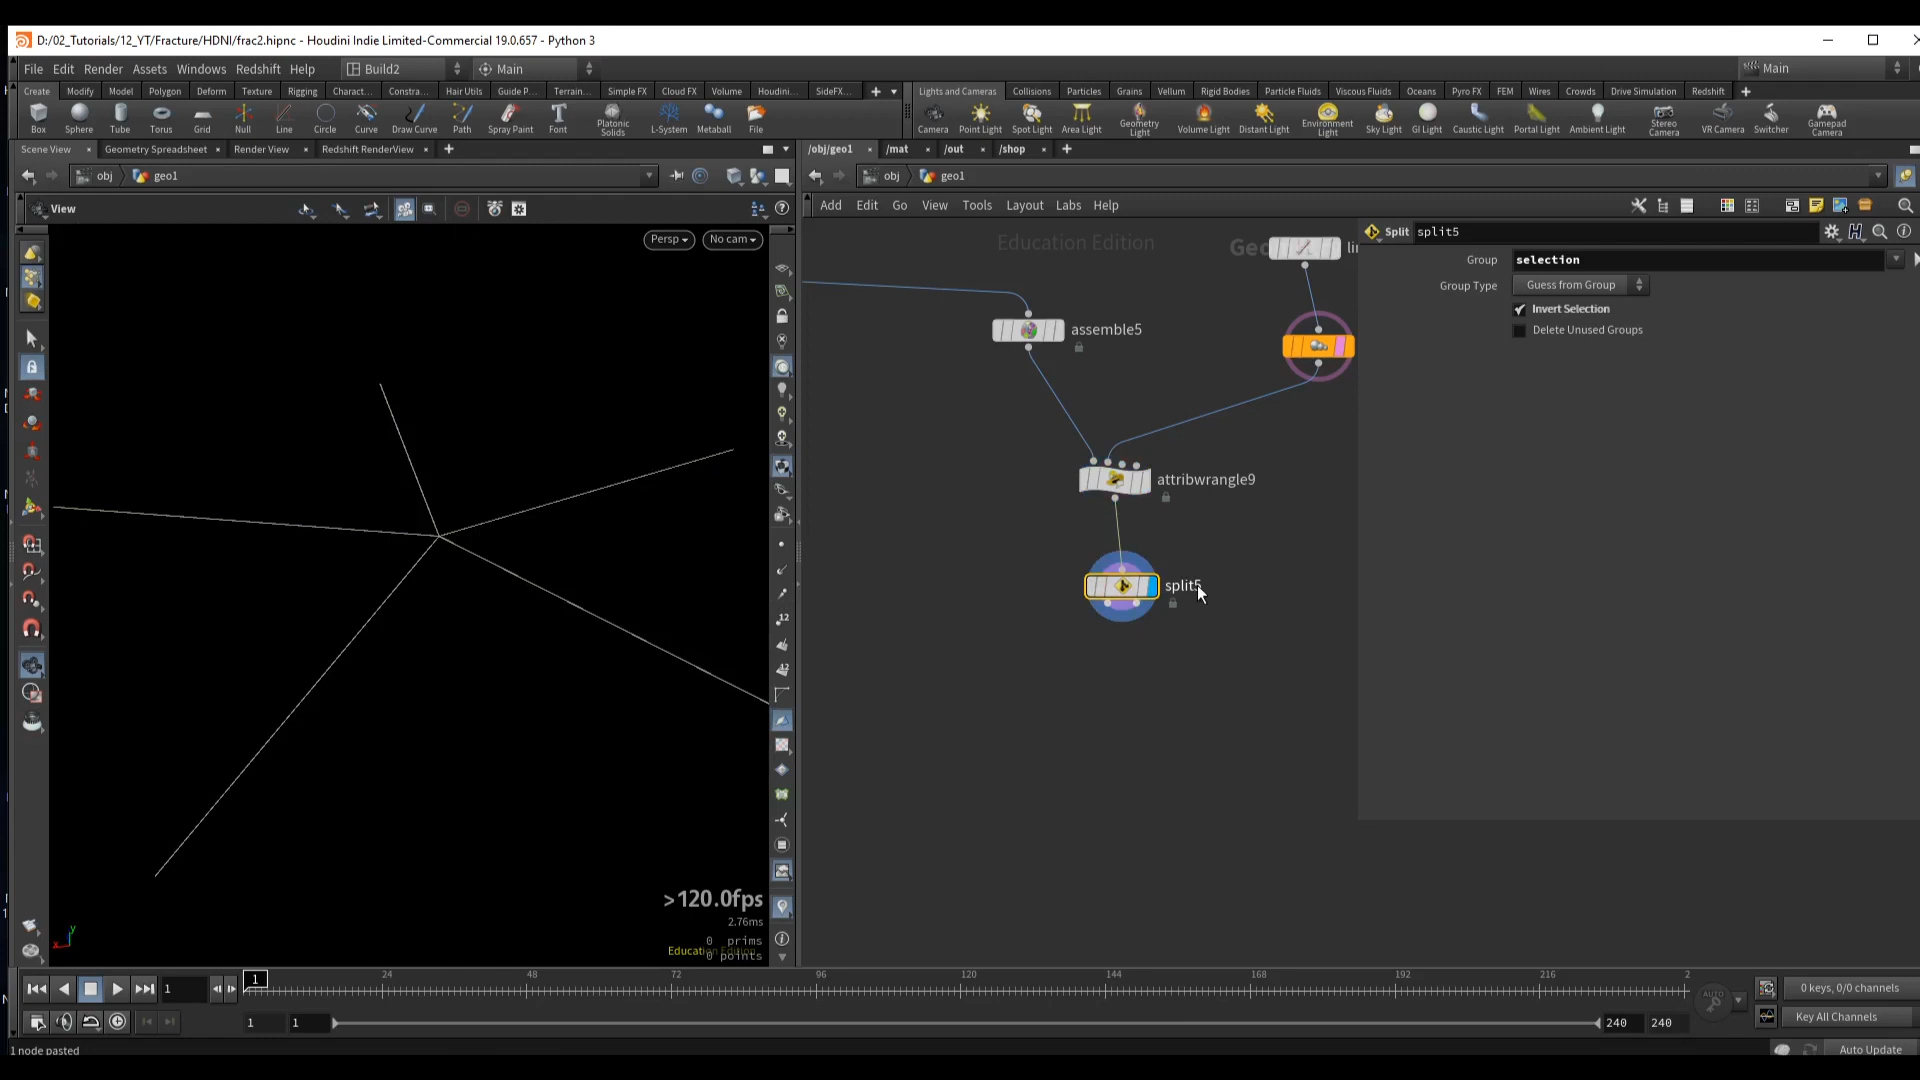 D:/02_Tutorials/12_YT/Fracture/HDNI/frac2.hipnc - Houdini Indie Limited-Commercial 19.0.657 - Python 3
File Edit Render Assets Windows Redshift Help Build2 Main Main
Create Modify Model Polygon Deform Texture Rigging Charact... Constra... Hair Utils Guide P... Terrain... Simple FX Cloud FX Volume Houdini... SideFX... Lights and Cameras Collisions Particles Grains Vellum Rigid Bodies Particle Fluids Viscous Fluids Oceans Pyro FX FEM Wires Crowds Drive Simulation Redshift
Box Sphere Tube Torus Grid Null Line Circle Curve Draw Curve Path Spray Paint Font Platonic Solids L-System Metaball File Camera Point Light Spot Light Area Light Geometry Light Volume Light Distant Light Environment Light Sky Light GI Light Caustic Light Portal Light Ambient Light Stereo Camera VR Camera Switcher Gamepad Camera
Scene View Geometry Spreadsheet Render View Redshift RenderView /obj/geo1 /mat /out /shop
obj geo1 obj geo1
View Add Edit Go View Tools Layout Labs Help
Persp No cam
Education Edition
Split split5
Group selection
Group Type Guess from Group
Invert Selection
Delete Unused Groups
assemble5
attribwrangle9
split5
12
12
>120.0fps
2.76ms
0 prims
0 points
x y
1
1 24 48 72 96 120 144 168 192 216 2
0 keys, 0/0 channels
1 1 240 240
Key All Channels
1 node pasted
Auto Update